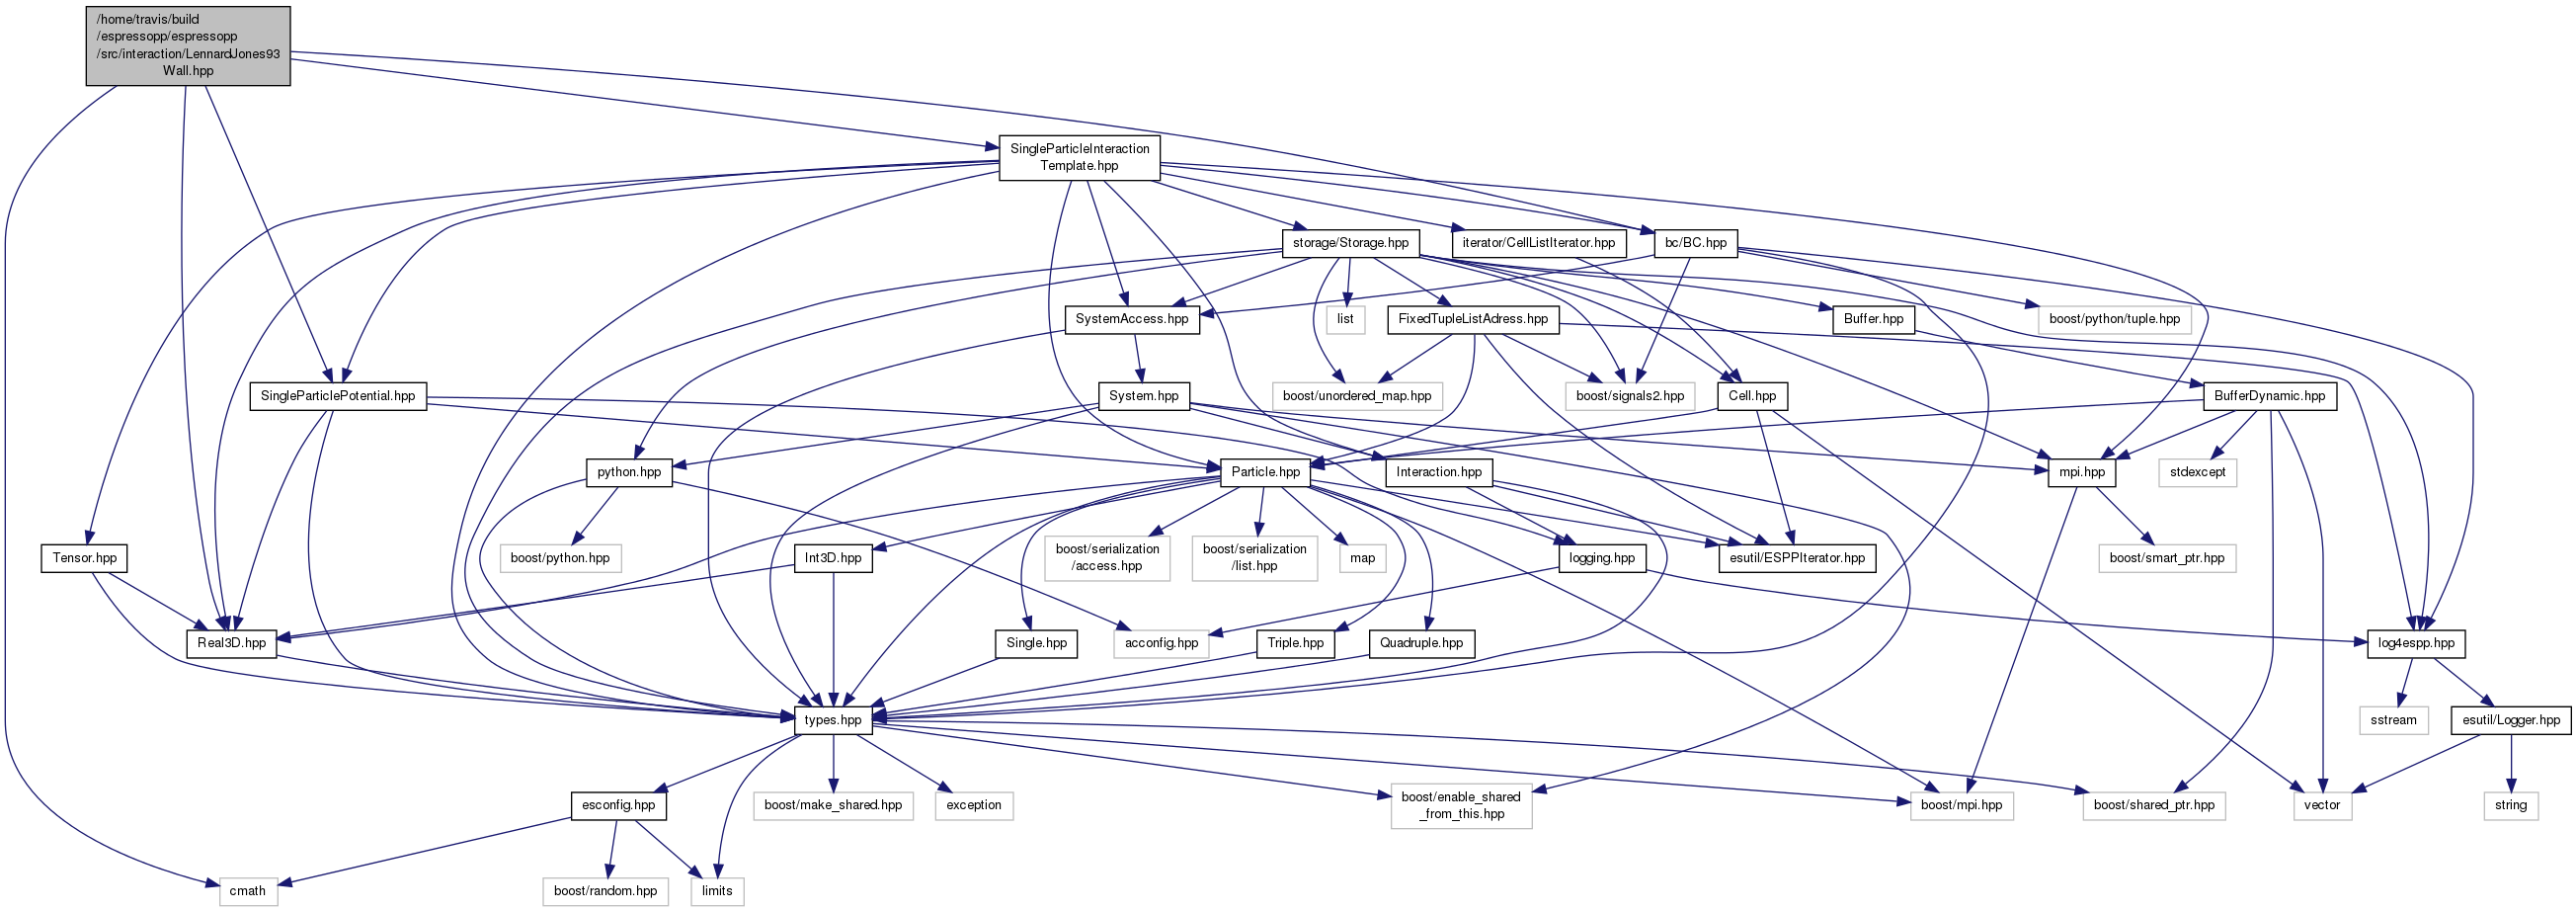 /home/travis/build
/espressopp/espressopp
/src/interaction/LennardJones93
Wall.hpp
SingleParticleInteraction
Template.hpp
storage/Storage.hpp
iterator/CellListIterator.hpp
bc/BC.hpp
SystemAccess.hpp
list
FixedTupleListAdress.hpp
Buffer.hpp
boost/python/tuple.hpp
SingleParticlePotential.hpp
System.hpp
boost/unordered_map.hpp
boost/signals2.hpp
Cell.hpp
BufferDynamic.hpp
python.hpp
Particle.hpp
Interaction.hpp
mpi.hpp
stdexcept
Tensor.hpp
boost/python.hpp
Int3D.hpp
boost/serialization
/access.hpp
boost/serialization
/list.hpp
map
logging.hpp
esutil/ESPPIterator.hpp
boost/smart_ptr.hpp
Real3D.hpp
Single.hpp
acconfig.hpp
Triple.hpp
Quadruple.hpp
log4espp.hpp
types.hpp
sstream
esutil/Logger.hpp
esconfig.hpp
boost/make_shared.hpp
exception
boost/enable_shared
_from_this.hpp
boost/mpi.hpp
boost/shared_ptr.hpp
vector
string
cmath
boost/random.hpp
limits